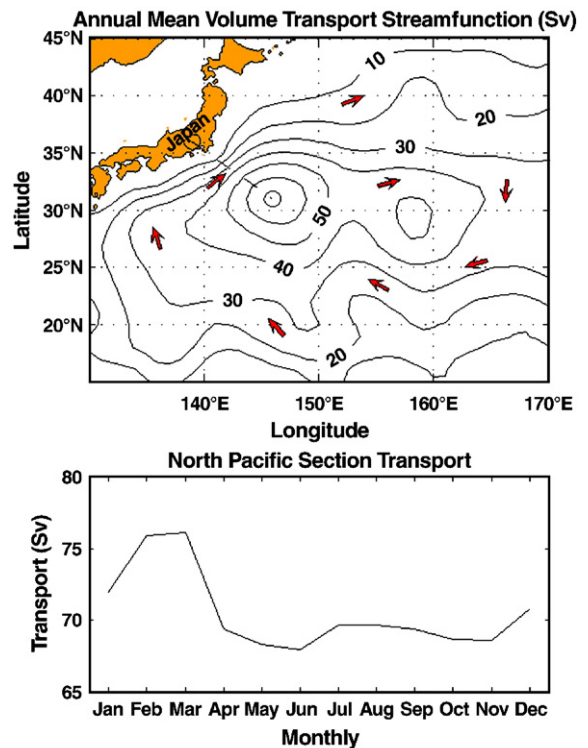 Annual Mean Volume Transport Streamfunction (Sv)
45°N
40°N
35°N
30°N
25°N
20°N
Latitude
Japan
10
20
30
50
40
30
20
140°E
150°E
160°E
170°E
Longitude
North Pacific Section Transport
80
75
70
65
Transport (Sv)
Jan Feb Mar Apr May Jun Jul Aug Sep Oct Nov Dec
Monthly